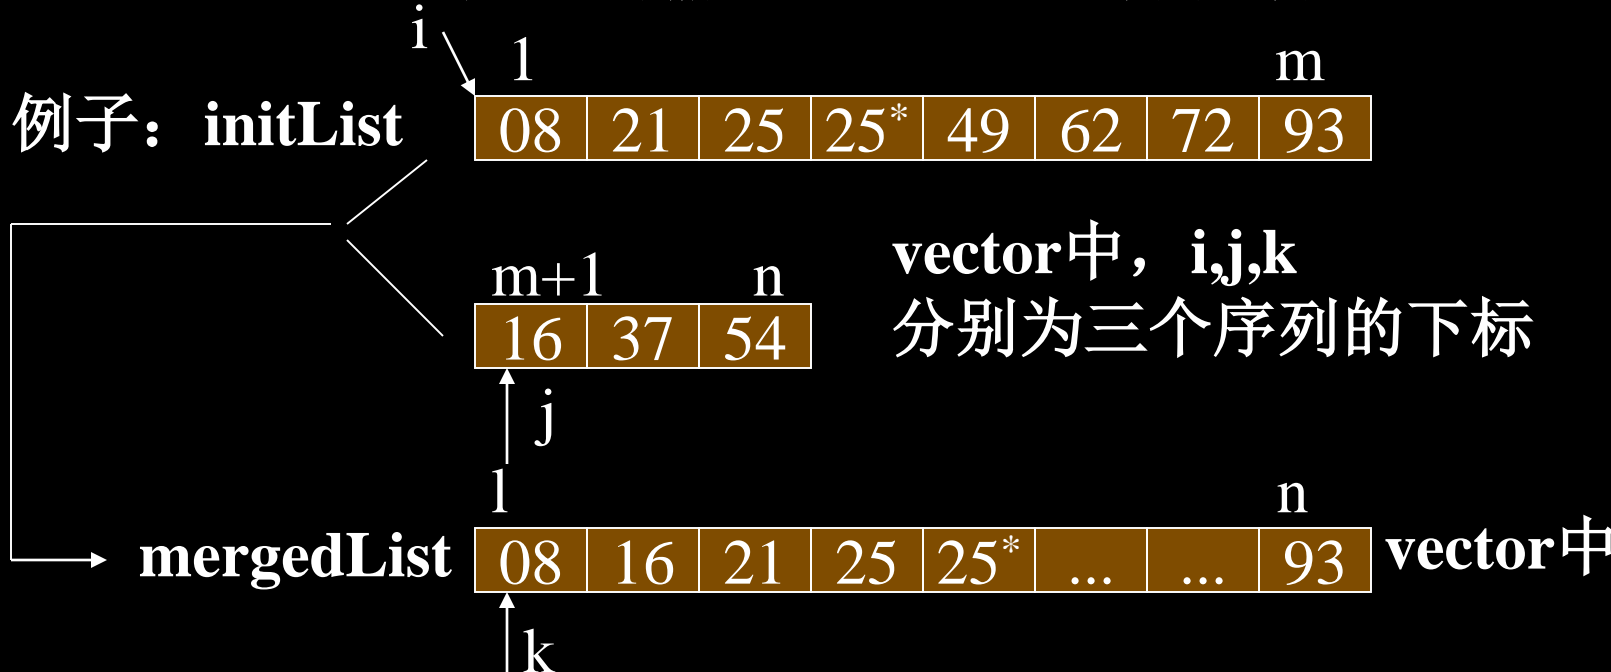 i
1 m
例子：initList 08 21 25 25* 49 62 72 93
m+1 n
16 37 54
vector中，i,j,k
分别为三个序列的下标
j
l n
mergedList 08 16 21 25 25* ... ... 93 vector中
k